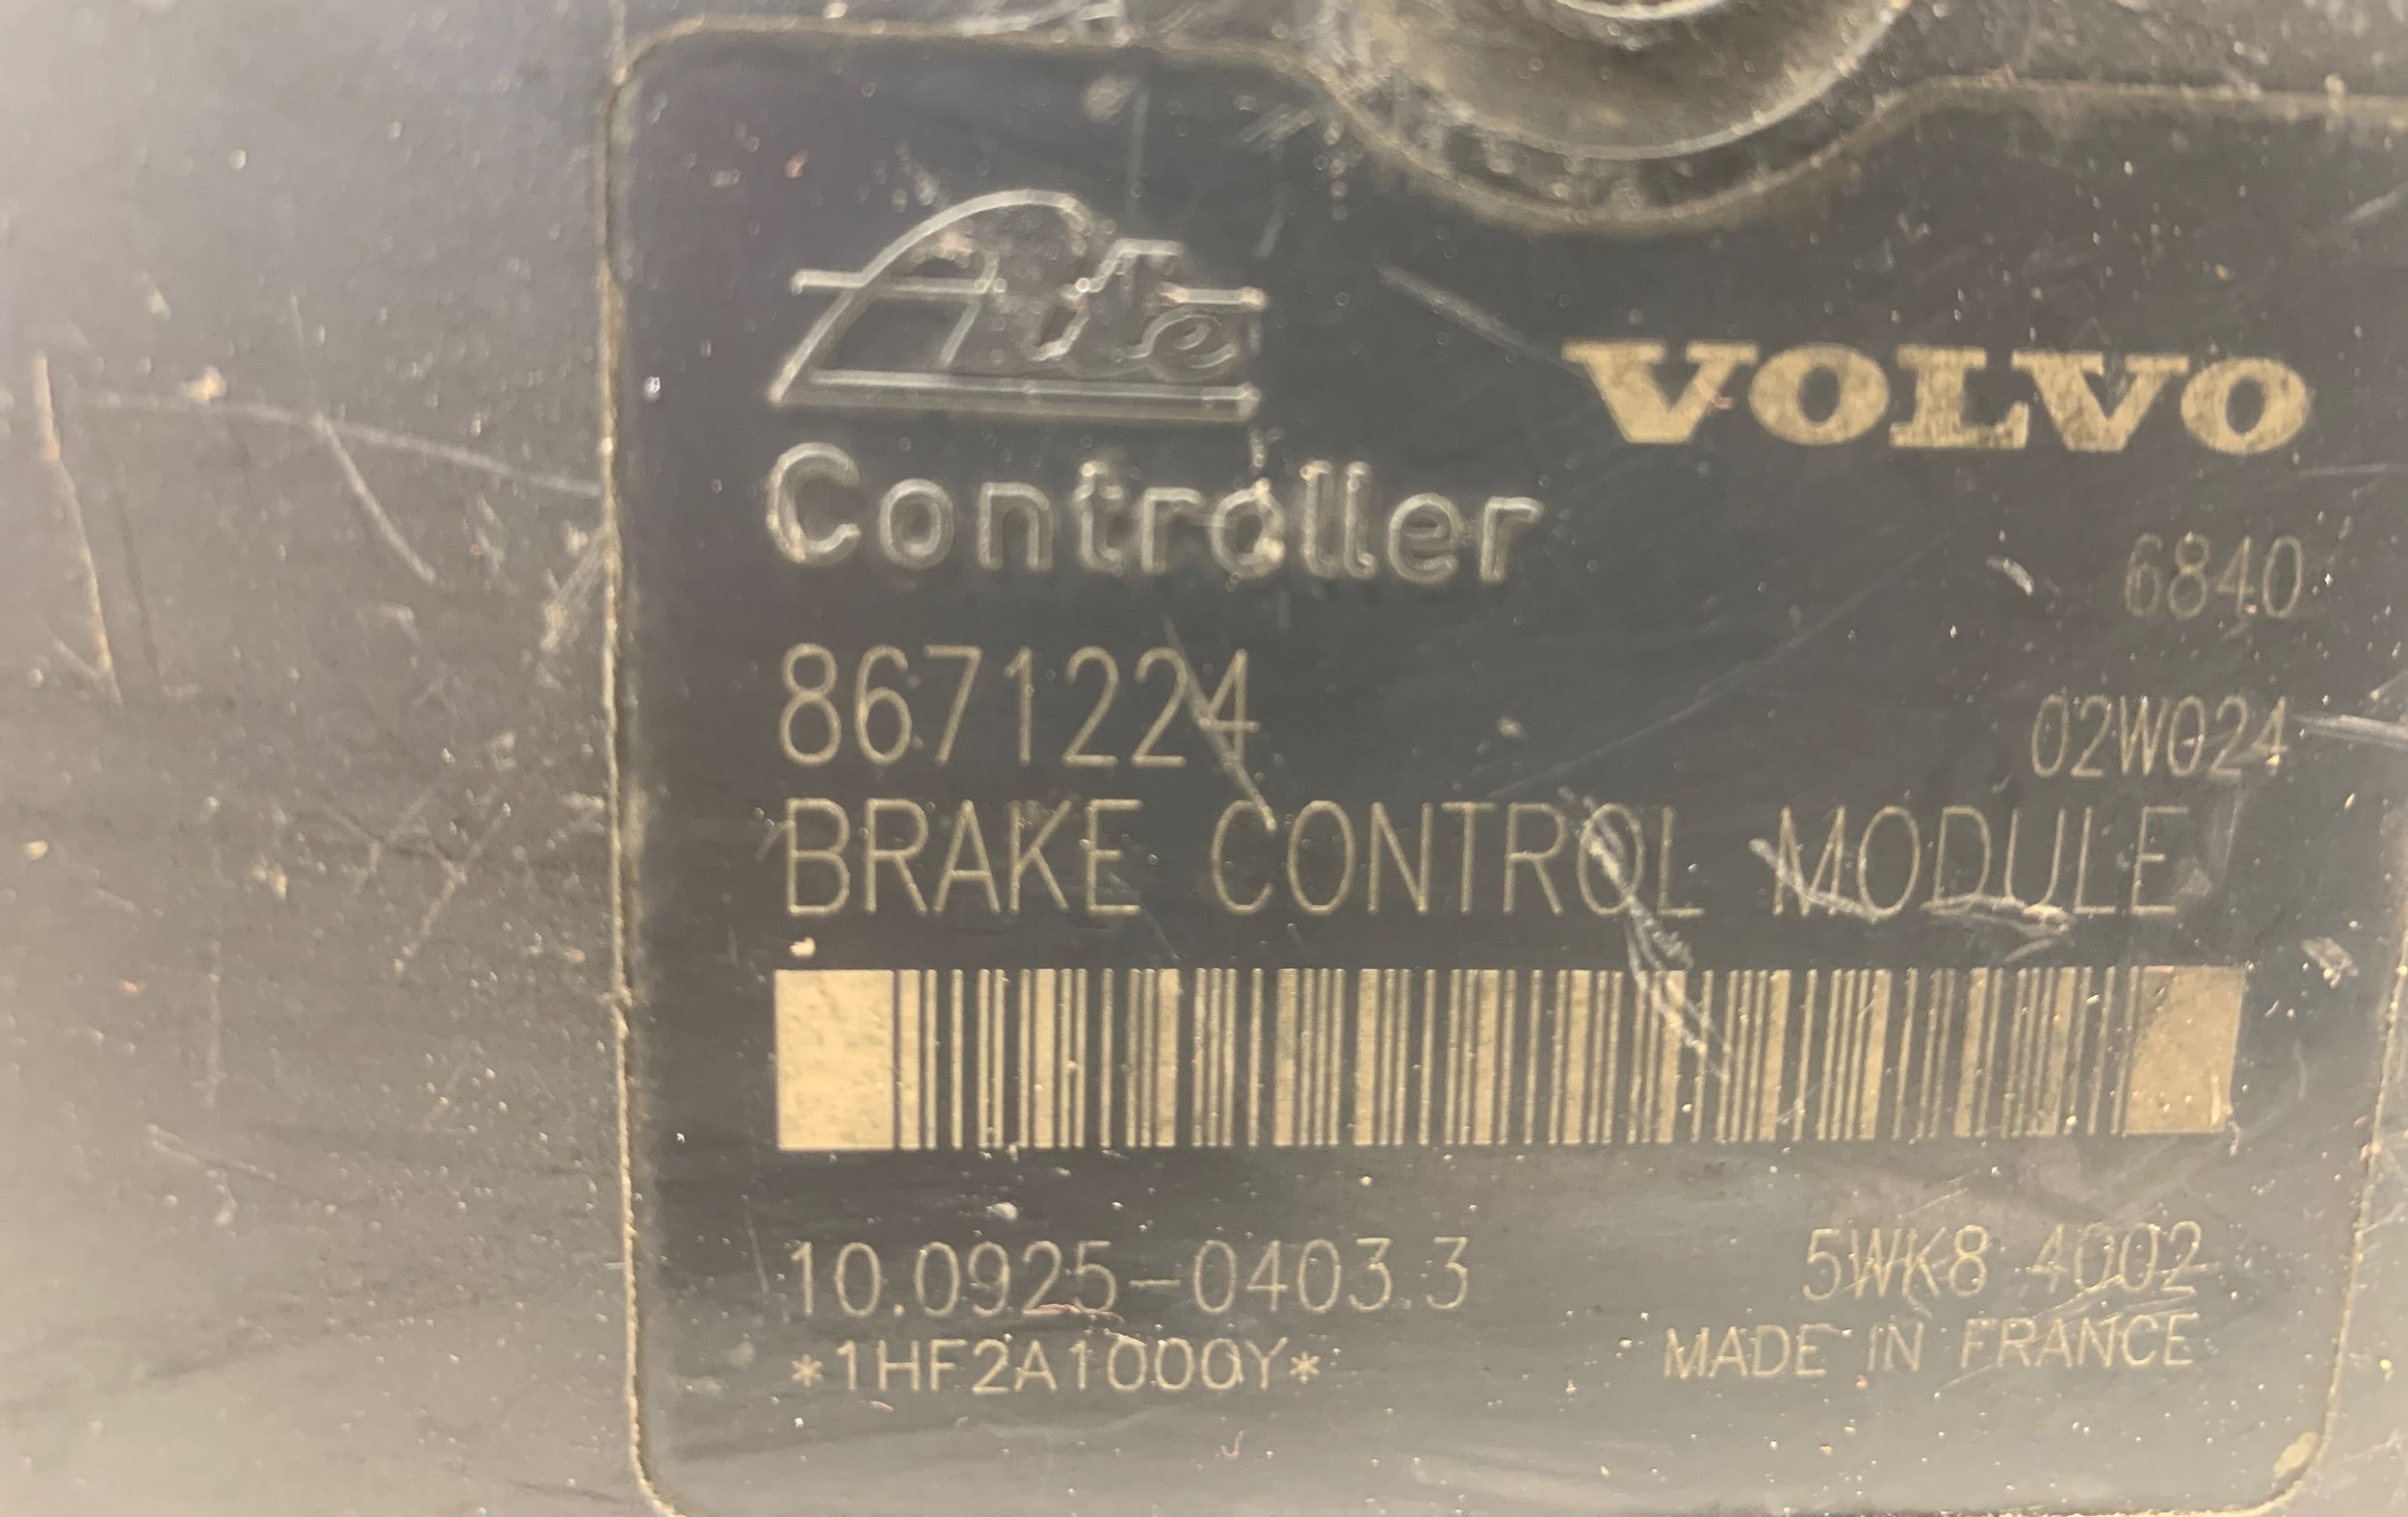 Ate
VOLVO
Controller
6840
8671224
02W024
BRAKE CONTROL MODULE
10.0925-0403.3
5WK8 4002
*1HF2A1000Y*
MADE IN FRANCE